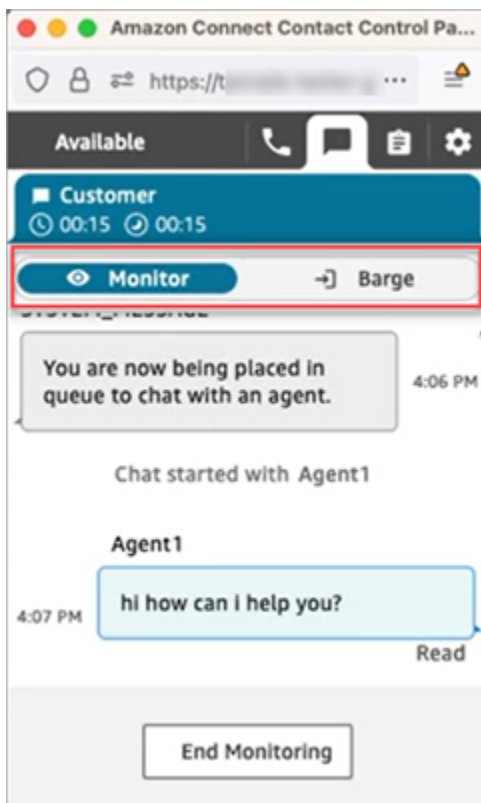 Amazon Connect Contact Control Pa...
https://t ...
Available
Customer
00:15 00:15
Monitor Barge
SYSTEM_MESSAGE
You are now being placed in
queue to chat with an agent.
4:06 PM
Chat started with Agent1
Agent1
hi how can i help you?
4:07 PM
Read
End Monitoring